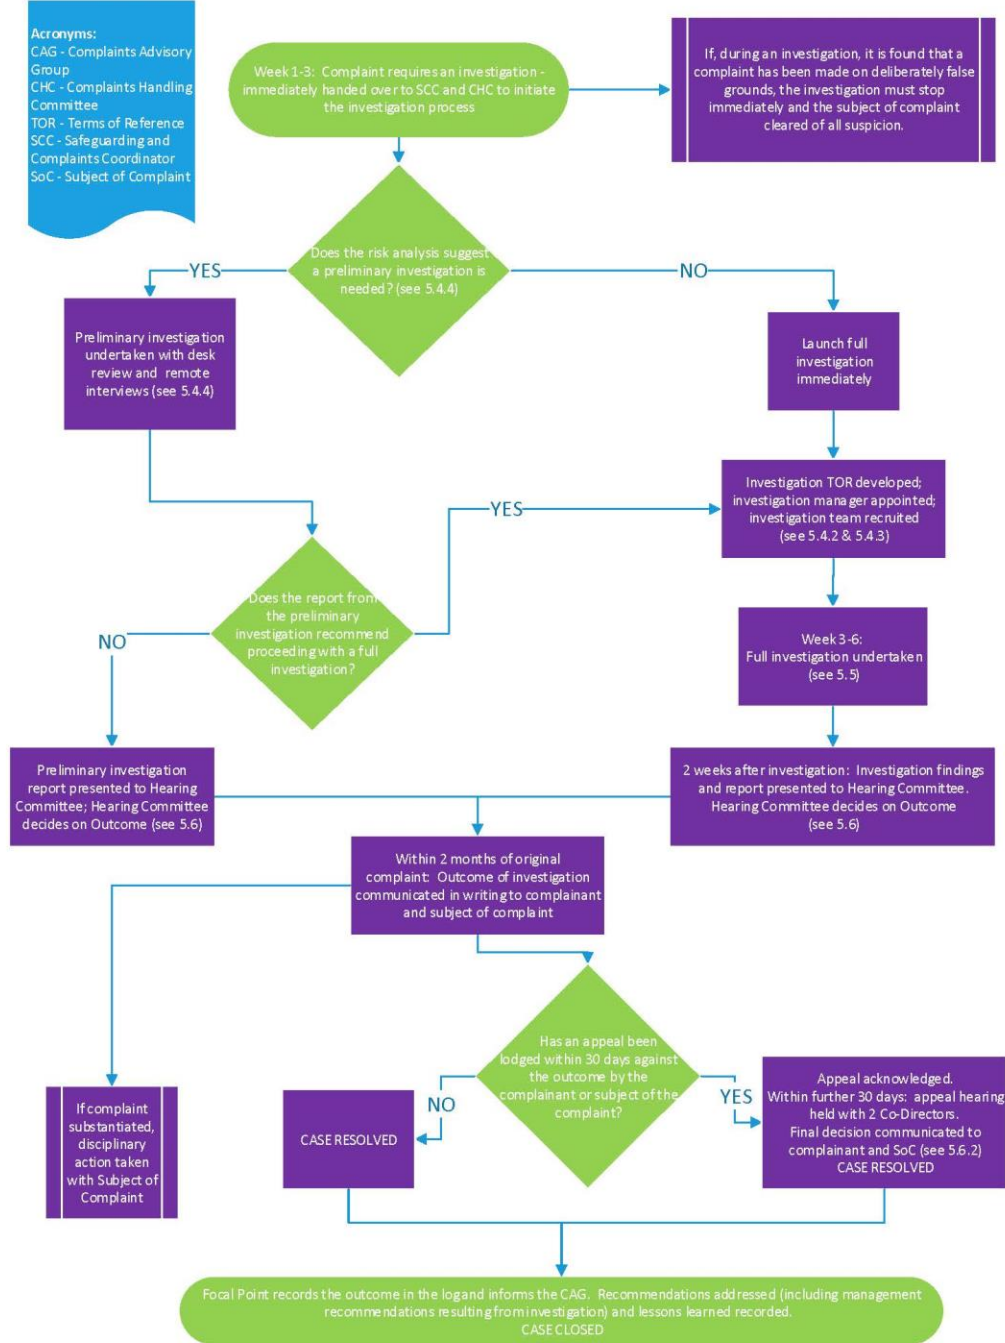 Acronyms:
CAG - Complaints Advisory
Group
CHC - Complaints Handling
Committee
TOR - Terms of Reference
SCC - Safeguarding and
Complaints Coordinator
SoC - Subject of Complaint
Week 1-3: Complaint requires an investigation -
immediately handed over to SCC and CHC to initiate
the investigation process
If, during an investigation, it is found that a
complaint has been made on deliberately false
grounds, the investigation must stop
immediately and the subject of complaint
cleared of all suspicion.
Does the risk analysis suggest
a preliminary investigation is
needed? (see 5.4.4)
YES
NO
Preliminary investigation
undertaken with desk
review and remote
interviews (see 5.4.4)
Launch full
investigation
immediately
Investigation TOR developed;
investigation manager appointed;
investigation team recruited
(see 5.4.2 & 5.4.3)
YES
Does the report from
the preliminary
investigation recommend
proceeding with a full
investigation?
NO
Week 3-6:
Full investigation undertaken
(see 5.5)
Preliminary investigation
report presented to Hearing
Committee; Hearing Committee
decides on Outcome (see 5.6)
2 weeks after investigation: Investigation findings
and report presented to Hearing Committee.
Hearing Committee decides on Outcome
(see 5.6)
Within 2 months of original
complaint: Outcome of investigation
communicated in writing to complainant
and subject of complaint
Has an appeal been
lodged within 30 days against
the outcome by the
complainant or subject of the
complaint?
NO
YES
If complaint
substantiated,
disciplinary
action taken
with Subject of
Complaint
CASE RESOLVED
Appeal acknowledged.
Within further 30 days: appeal hearing
held with 2 Co-Directors.
Final decision communicated to
complainant and SoC (see 5.6.2)
CASE RESOLVED
Focal Point records the outcome in the log and informs the CAG. Recommendations addressed (including management
recommendations resulting from investigation) and lessons learned recorded.
CASE CLOSED